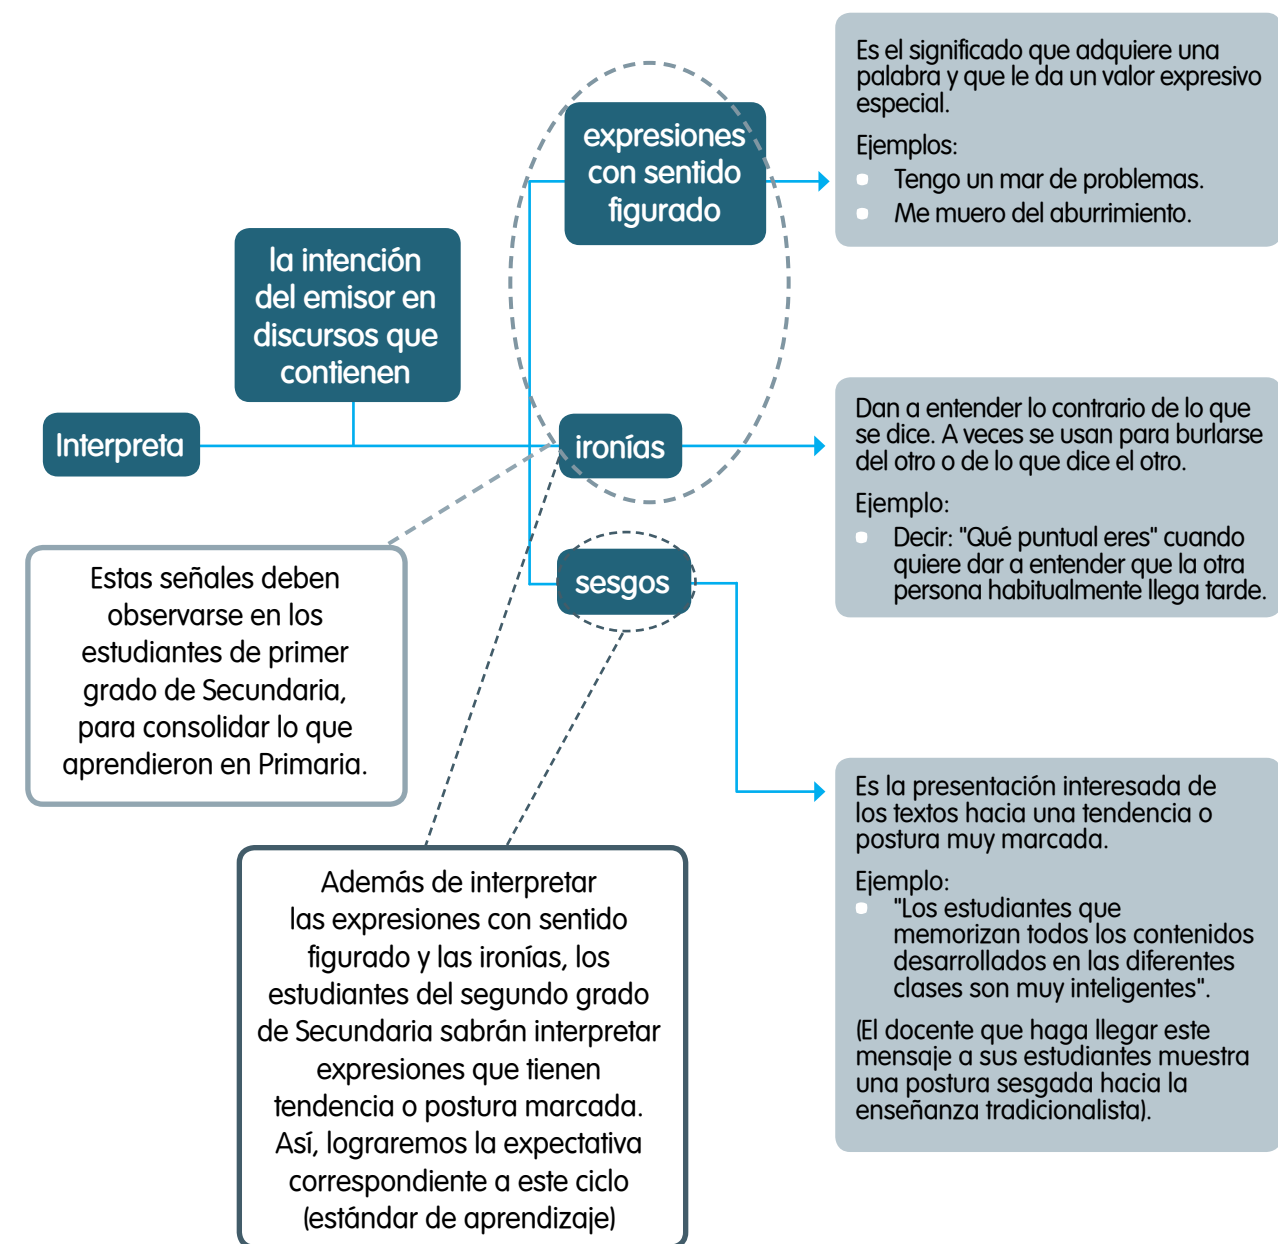 Interpreta
la intención
del emisor en
discursos que
contienen
expresiones
con sentido
figurado
Es el significado que adquiere una
palabra y que le da un valor expresivo
especial.
Ejemplos:
Tengo un mar de problemas.
Me muero del aburrimiento.
ironías
Dan a entender lo contrario de lo que
se dice. A veces se usan para burlarse
del otro o de lo que dice el otro.
Ejemplo:
Decir: "Qué puntual eres" cuando
quiere dar a entender que la otra
persona habitualmente llega tarde.
sesgos
Es la presentación interesada de
los textos hacia una tendencia o
postura muy marcada.
Ejemplo:
"Los estudiantes que
memorizan todos los contenidos
desarrollados en las diferentes
clases son muy inteligentes".
(El docente que haga llegar este
mensaje a sus estudiantes muestra
una postura sesgada hacia la
enseñanza tradicionalista).
Estas señales deben
observarse en los
estudiantes de primer
grado de Secundaria,
para consolidar lo que
aprendieron en Primaria.
Además de interpretar
las expresiones con sentido
figurado y las ironías, los
estudiantes del segundo grado
de Secundaria sabrán interpretar
expresiones que tienen
tendencia o postura marcada.
Así, lograremos la expectativa
correspondiente a este ciclo
(estándar de aprendizaje)